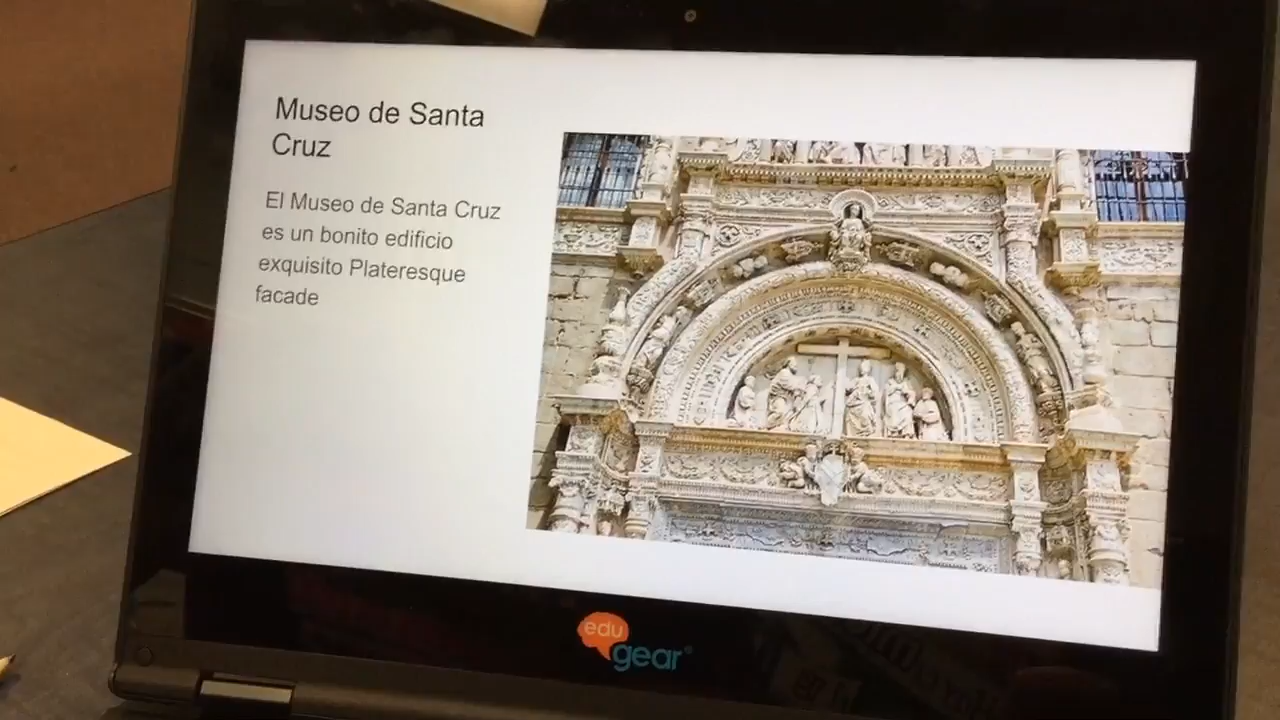 Museo de Santa
Cruz
El Museo de Santa Cruz
es un bonito edificio
exquisito Plateresque
facade
edu
gear